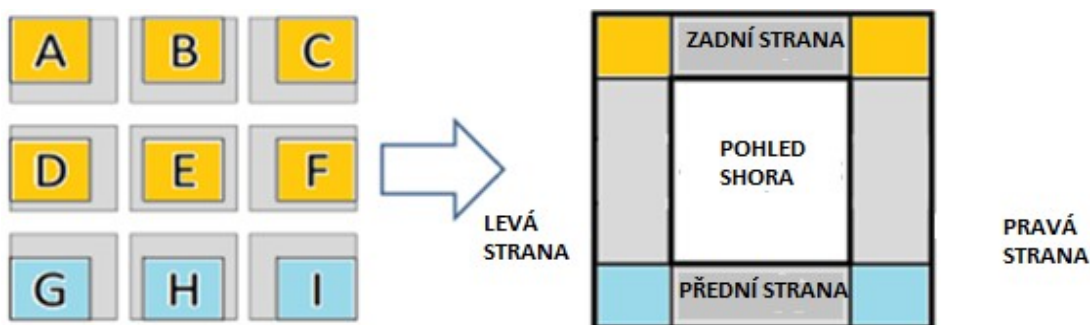 A B C
D E F
G H I
ZADNÍ STRANA
POHLED
SHORA
LEVÁ
STRANA
PRAVÁ
STRANA
PŘEDNÍ STRANA